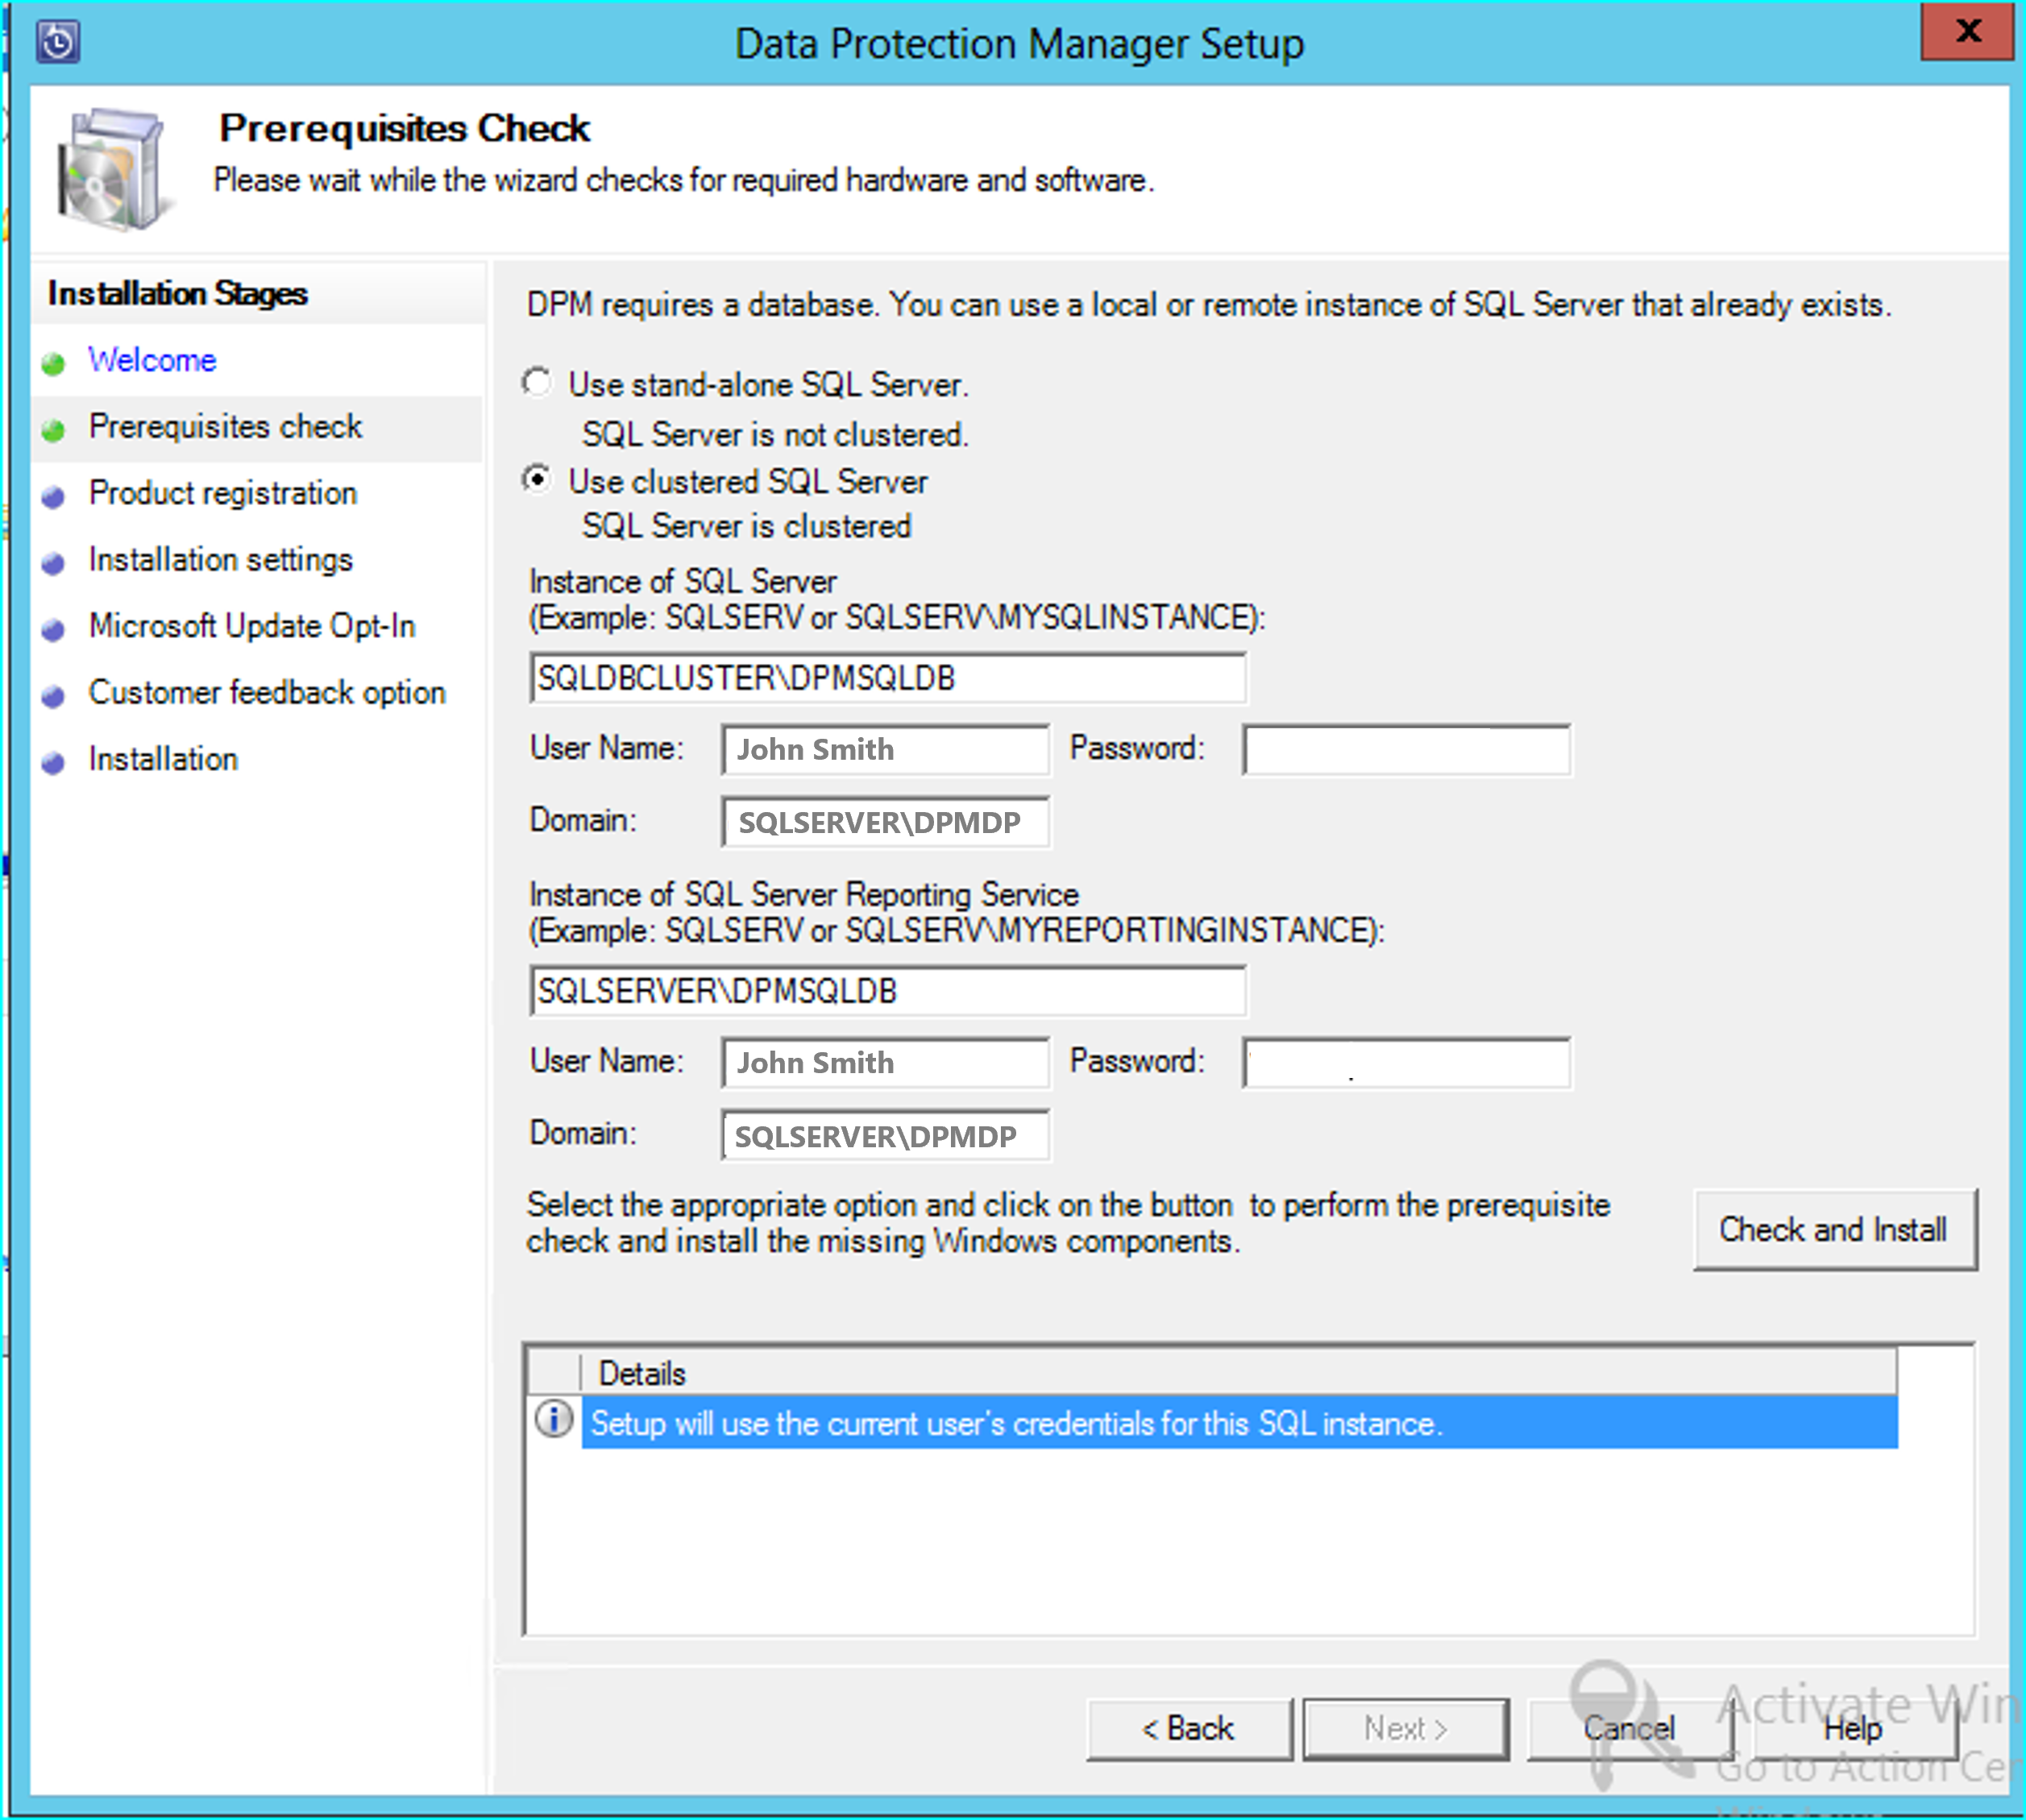 Data Protection Manager Setup
X
Prerequisites Check
Please wait while the wizard checks for required hardware and software.
Installation Stages
Welcome
Prerequisites check
Product registration
Installation settings
Microsoft Update Opt-In
Customer feedback option
Installation
DPM requires a database. You can use a local or remote instance of SQL Server that already exists.
Use stand-alone SQL Server.
SQL Server is not clustered.
Use clustered SQL Server
SQL Server is clustered
Instance of SQL Server
(Example: SQLSERV or SQLSERV\MYSQLINSTANCE):
SQLDBCLUSTER\DPMSQLDB
User Name: John Smith Password:
Domain: SQLSERVER\DPMDP
Instance of SQL Server Reporting Service
(Example: SQLSERV or SQLSERV\MYREPORTINGINSTANCE):
SQLSERVER\DPMSQLDB
User Name: John Smith Password:
Domain: SQLSERVER\DPMDP
Select the appropriate option and click on the button to perform the prerequisite
check and install the missing Windows components.
Check and Install
Details
Setup will use the current user's credentials for this SQL instance.
< Back Next > Cancel Help
Activate Win
Go to Action Cen